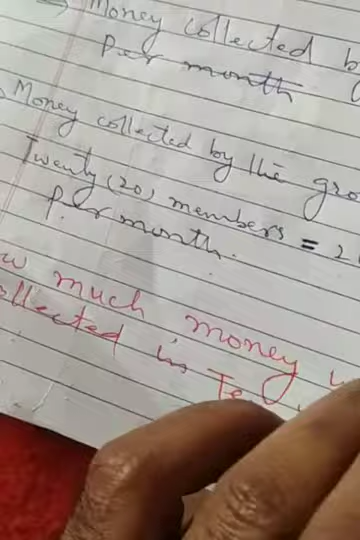 Money collected b
Per month
Money collected by the gro
Twenty (20) members = 2
Per month.
w much money
ollected in Te